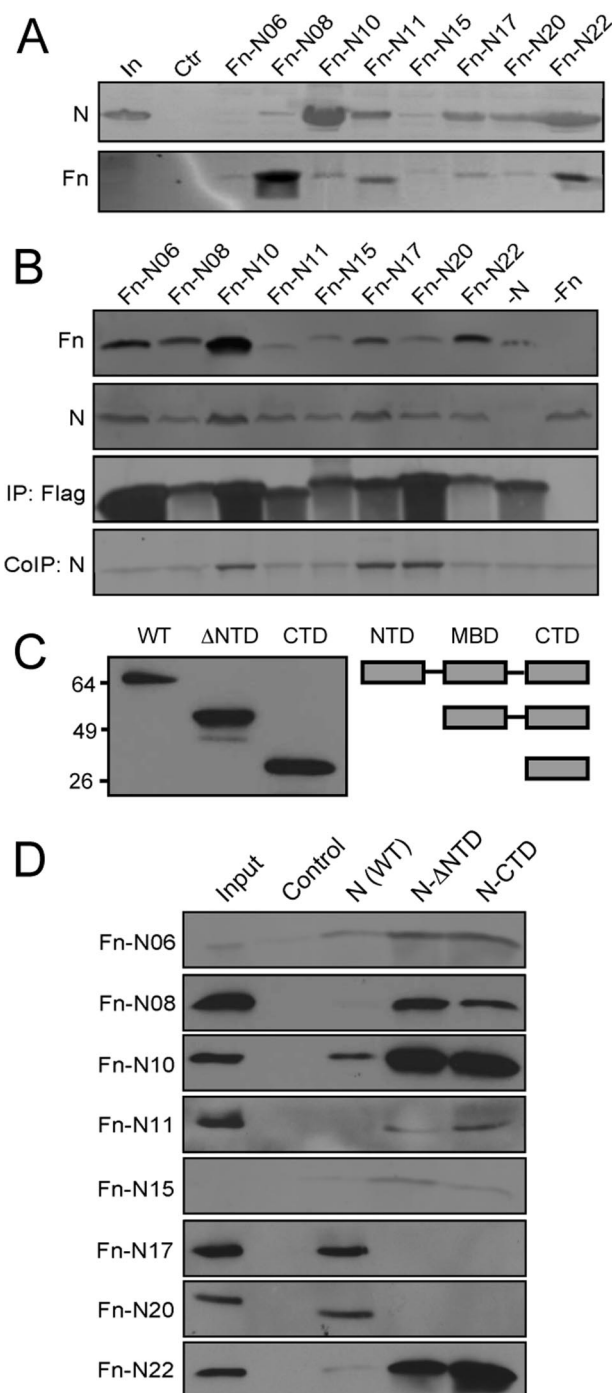 A
In Ctr Fn-N06 Fn-N08 Fn-N10 Fn-N11 Fn-N15 Fn-N17 Fn-N20 Fn-N22
N
Fn
B
Fn-N06 Fn-N08 Fn-N10 Fn-N11 Fn-N15 Fn-N17 Fn-N20 Fn-N22 -N -Fn
Fn
N
IP: Flag
CoIP: N
C
WT ΔNTD CTD NTD MBD CTD
64
49
26
D
Input Control N (WT) N-ΔNTD N-CTD
Fn-N06
Fn-N08
Fn-N10
Fn-N11
Fn-N15
Fn-N17
Fn-N20
Fn-N22